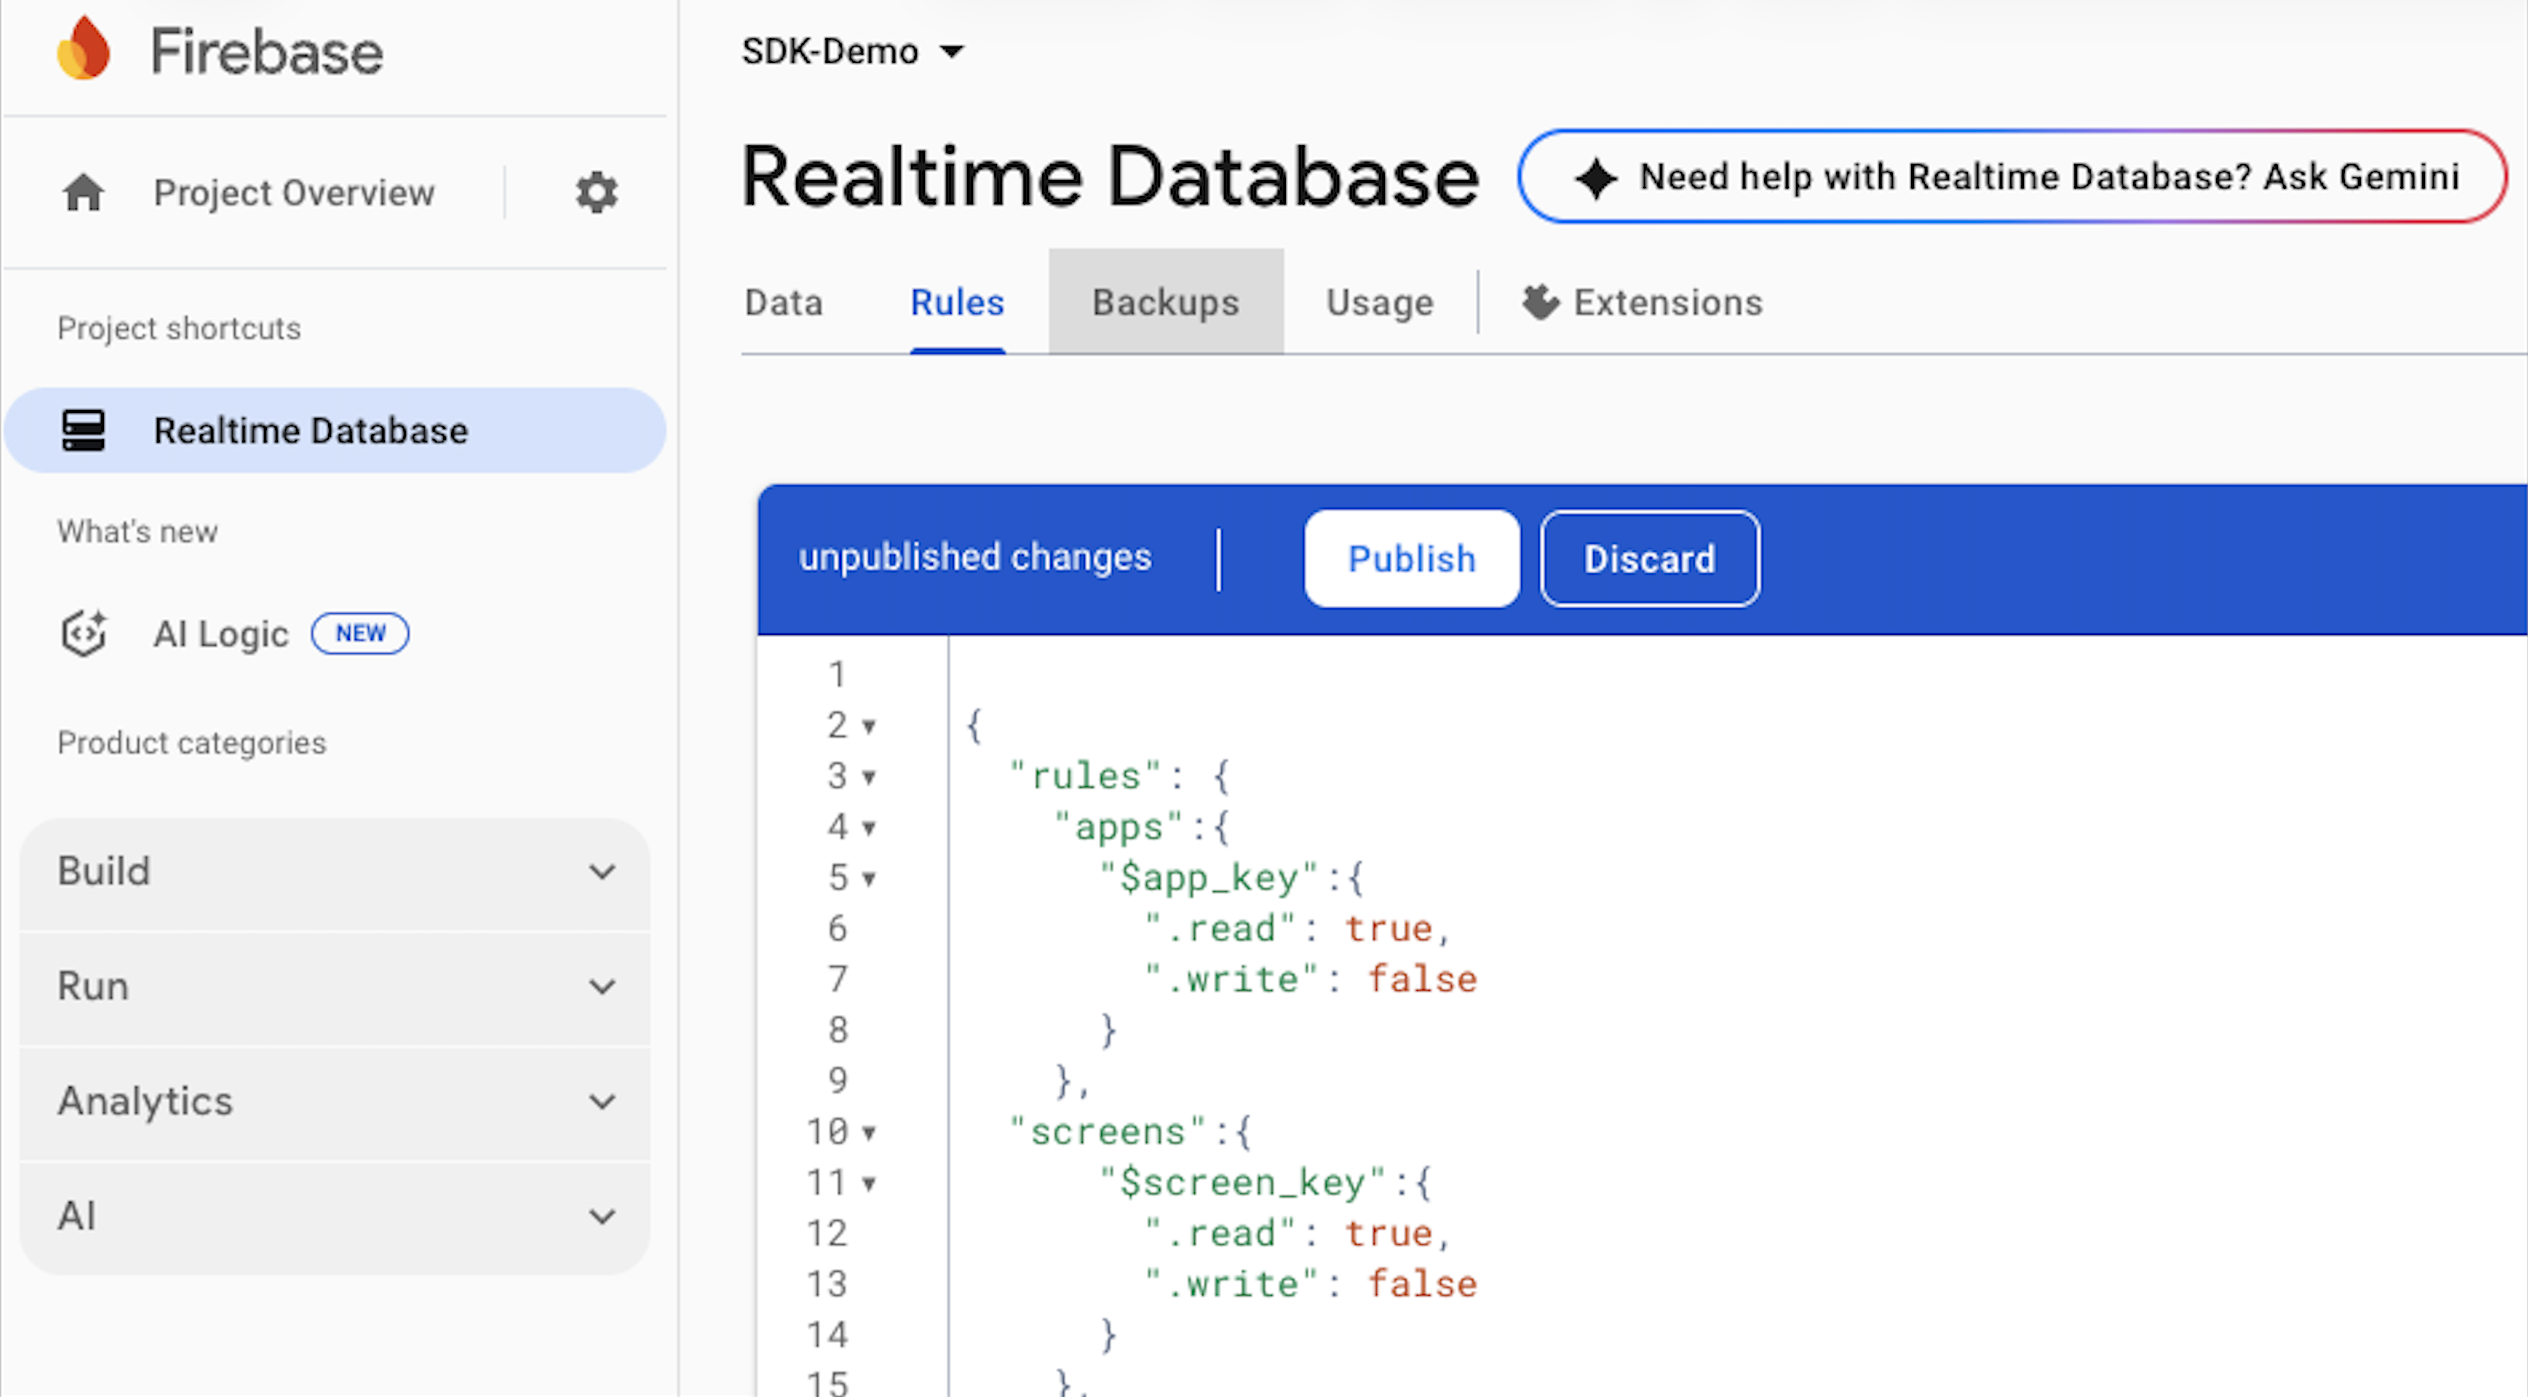 Firebase
Project Overview
Project shortcuts
Realtime Database
What's new
AI Logic NEW
Product categories
Build
Run
Analytics
AI
SDK-Demo
Realtime Database
Need help with Realtime Database? Ask Gemini
Data Rules Backups Usage Extensions
unpublished changes Publish Discard
1
2 {
3 "rules": {
4 "apps":{
5 "$app_key":{
6 ".read": true,
7 ".write": false
8 }
9 },
10 "screens":{
11 "$screen_key":{
12 ".read": true,
13 ".write": false
14 }
15 },